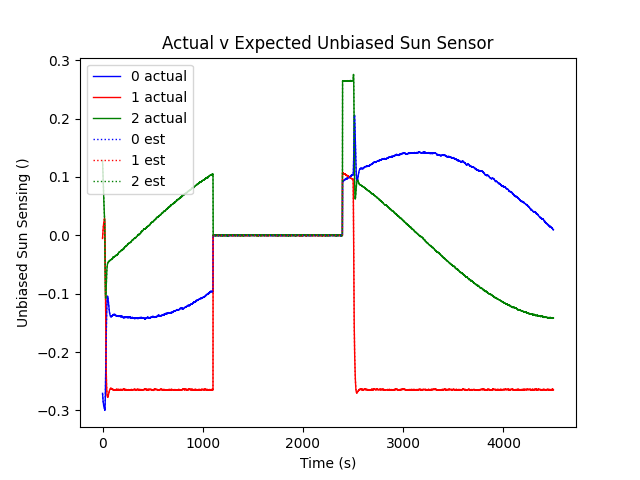 Actual v Expected Unbiased Sun Sensor
0.3
0.2
0.1
0.0
−0.1
−0.2
−0.3
Unbiased Sun Sensing ()
0 actual
1 actual
2 actual
0 est
1 est
2 est
0 1000 2000 3000 4000
Time (s)